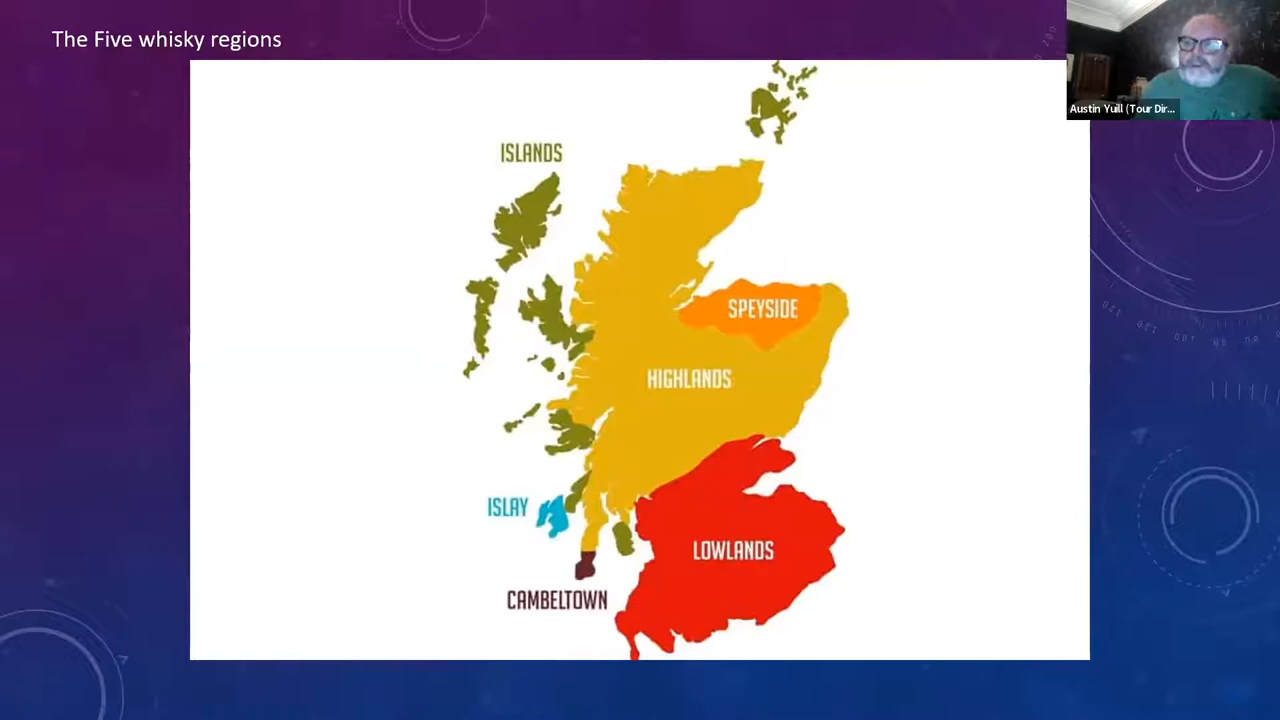 The Five whisky regions
Austin Yuill (Tour Dir...
ISLANDS
SPEYSIDE
HIGHLANDS
ISLAY
LOWLANDS
CAMBELTOWN